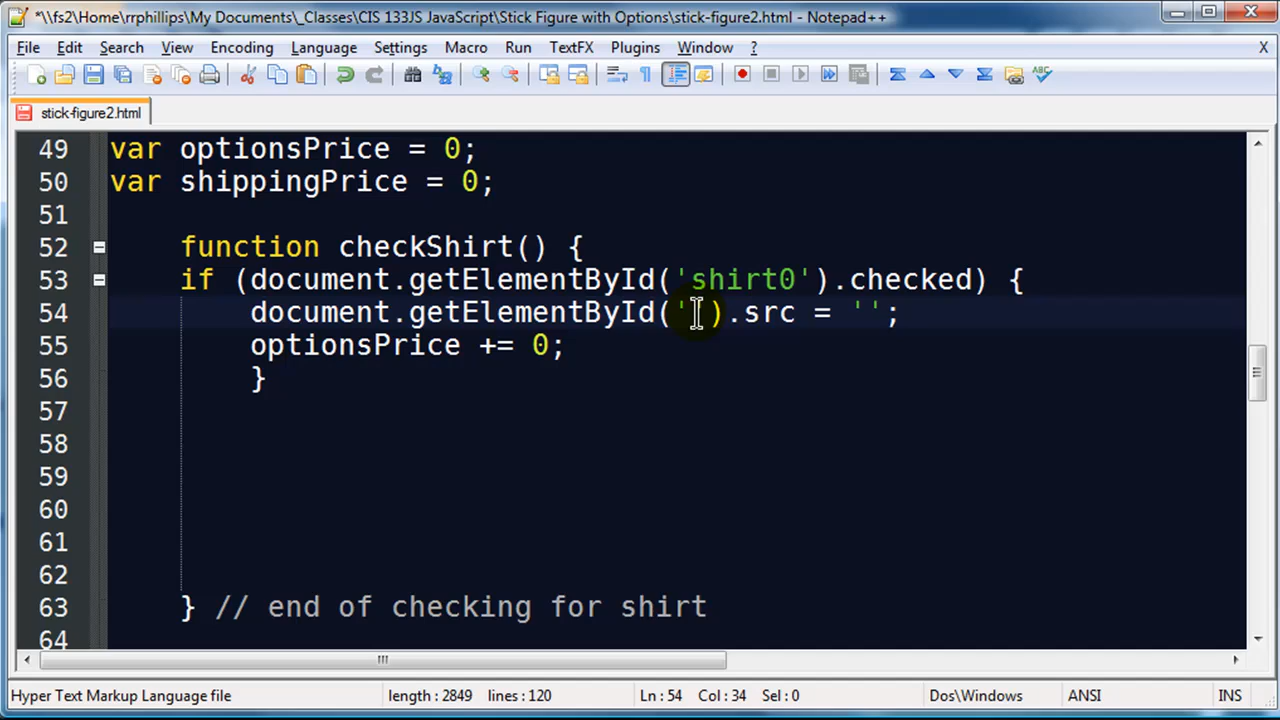 *\\fs2\Home\rrphillips\My Documents\_Classes\CIS 133JS JavaScript\Stick Figure with Options\stick-figure2.html - Notepad++
File Edit Search View Encoding Language Settings Macro Run TextFX Plugins Window ? X
stick-figure2.html
49 var optionsPrice = 0;
50 var shippingPrice = 0;
51
52 function checkShirt() {
53 if (document.getElementById('shirt0').checked) {
54 document.getElementById('').src = '';
55 optionsPrice += 0;
56 }
57
58
59
60
61
62
63 } // end of checking for shirt
64
Hyper Text Markup Language file length : 2849 lines : 120 Ln : 54 Col : 34 Sel : 0 Dos\Windows ANSI INS